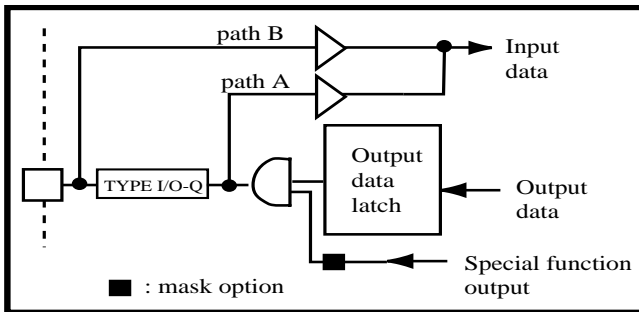 path B
Input
data
path A
TYPE I/O-Q
Output
data
latch
Output
data
Special function
output
: mask option